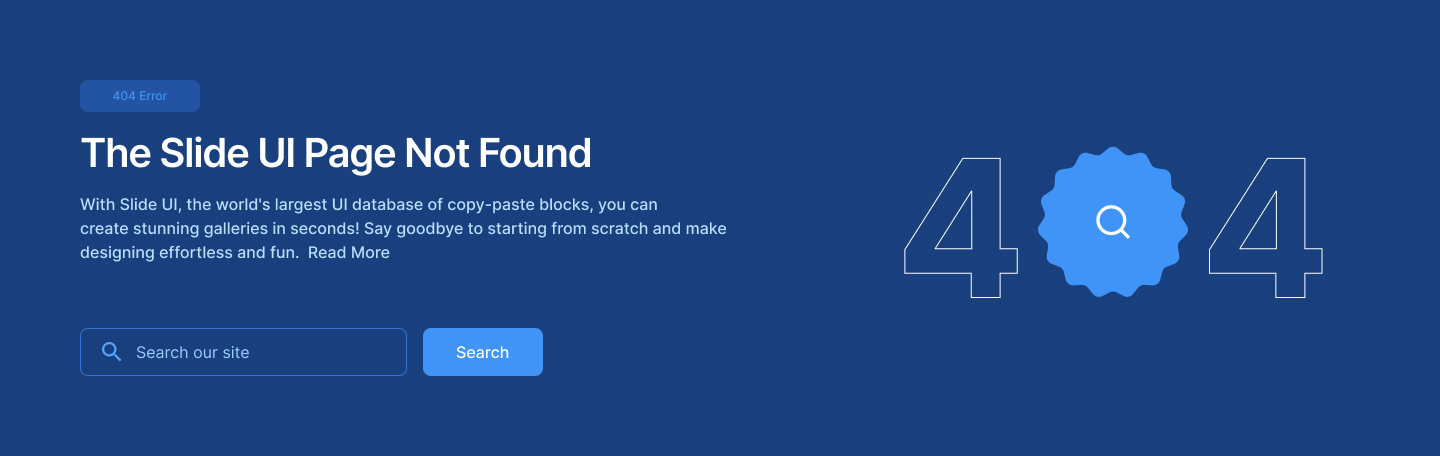 404 Error
The Slide UI Page Not Found
With Slide UI, the world's largest UI database of copy-paste blocks, you can
create stunning galleries in seconds! Say goodbye to starting from scratch and make
designing effortless and fun.  Read More
4 4
Search our site
Search